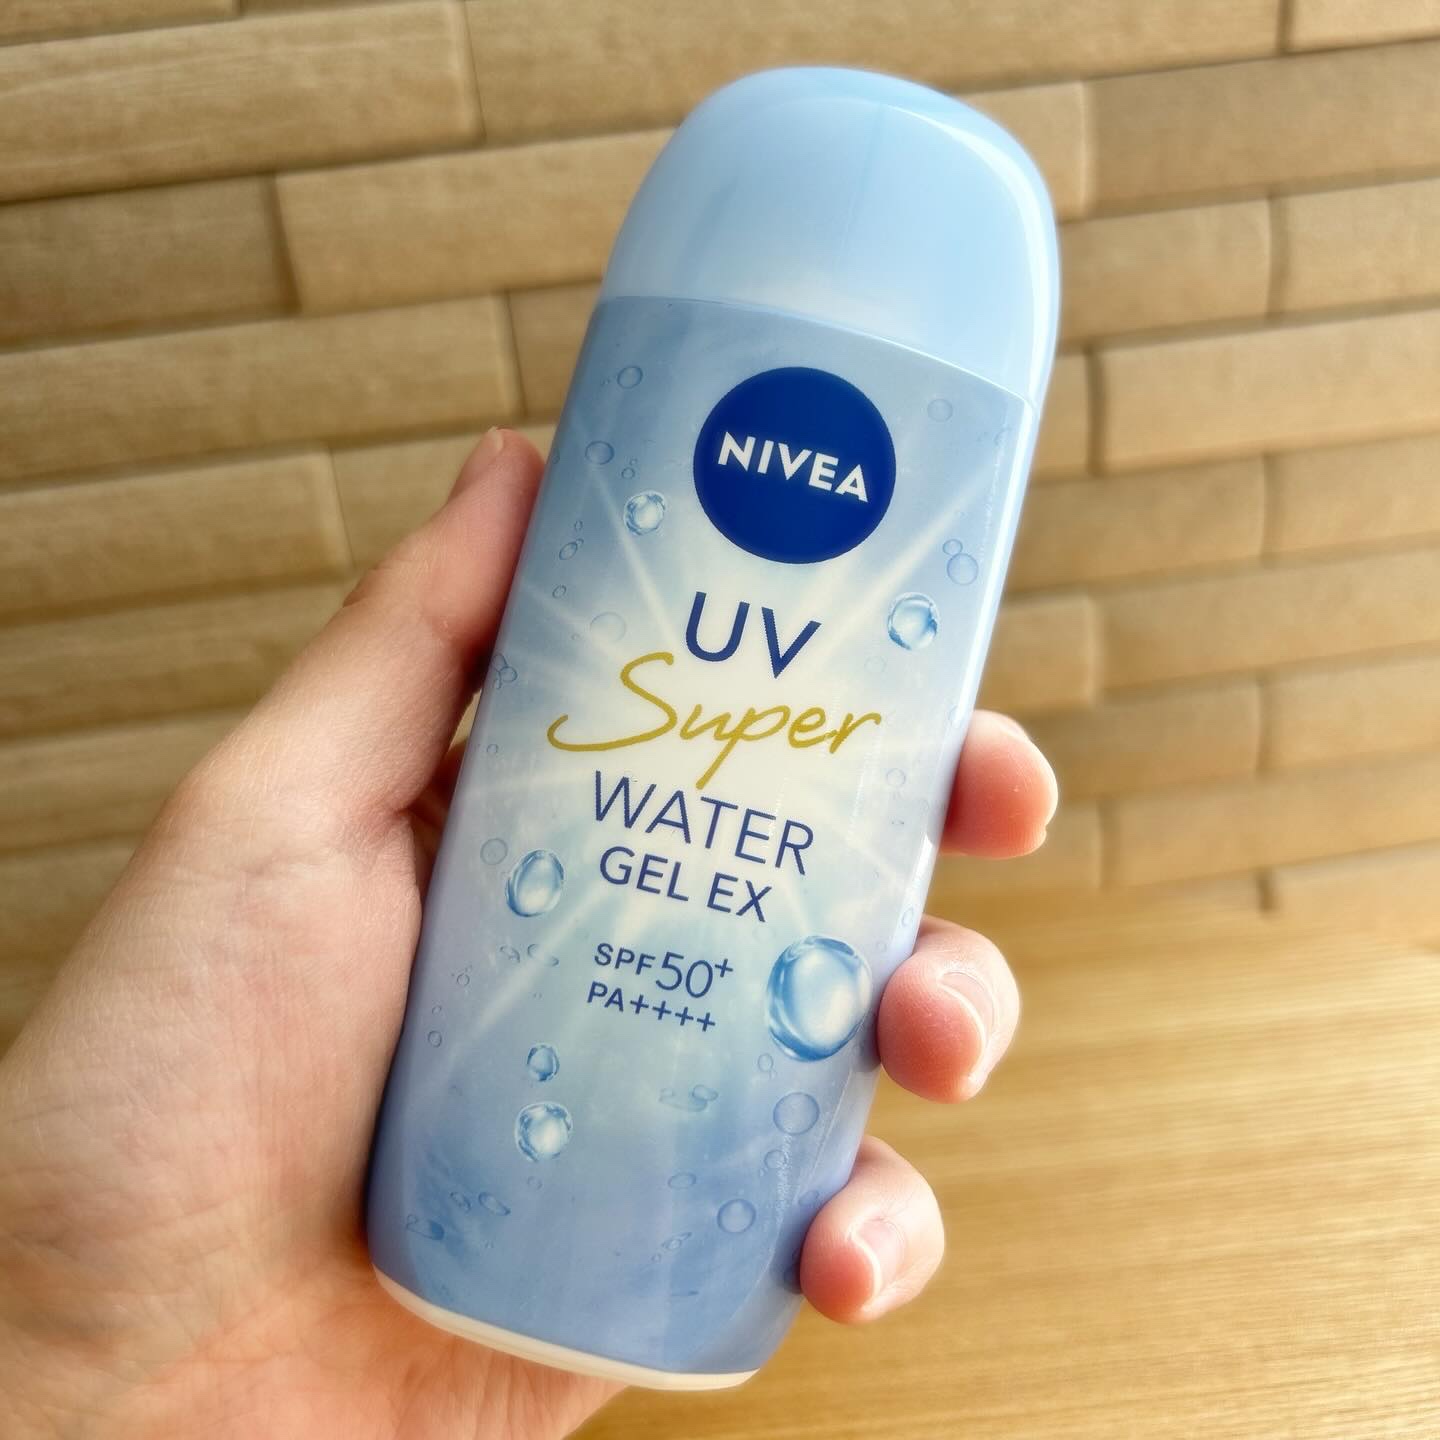 NIVEA
UV
Super
WATER
GEL EX
SPF50+
PA++++